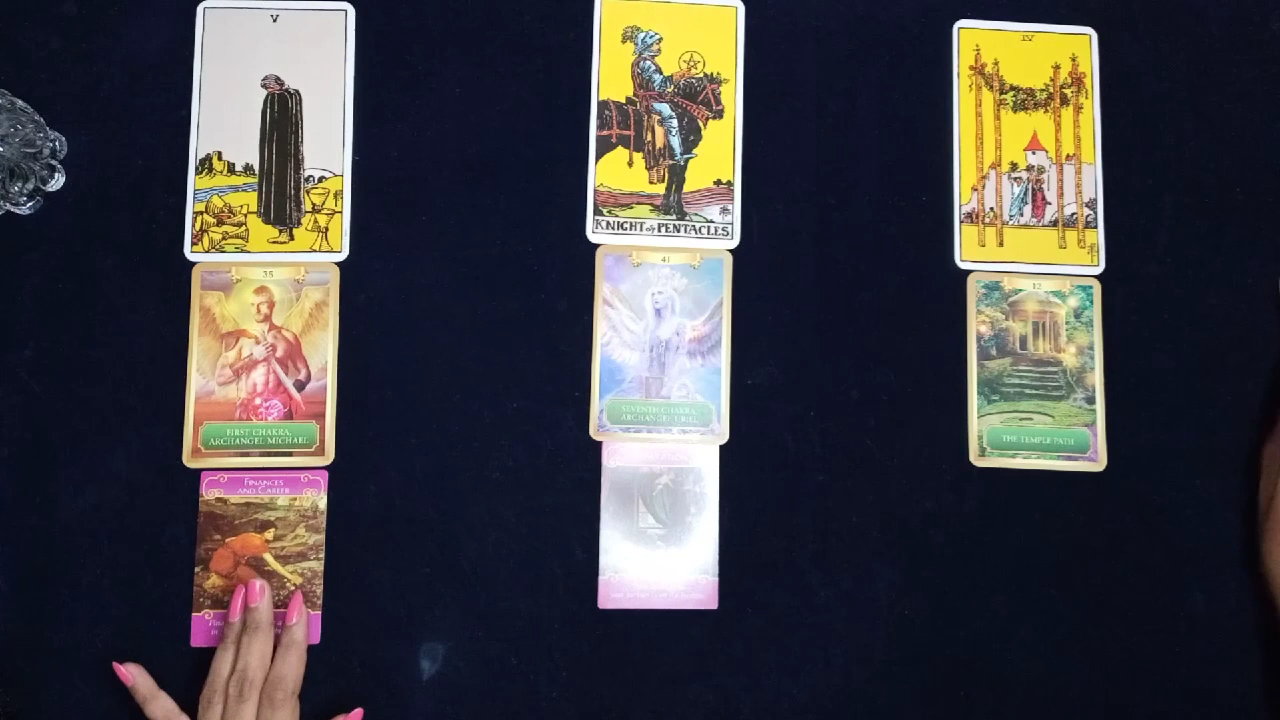 V
35
FIRST CHAKRA,
ARCHANGEL MICHAEL
FINANCES
AND CAREER
KNIGHT of PENTACLES
41
SEVENTH CHAKRA,
ARCHANGEL URIEL
IV
12
THE TEMPLE PATH